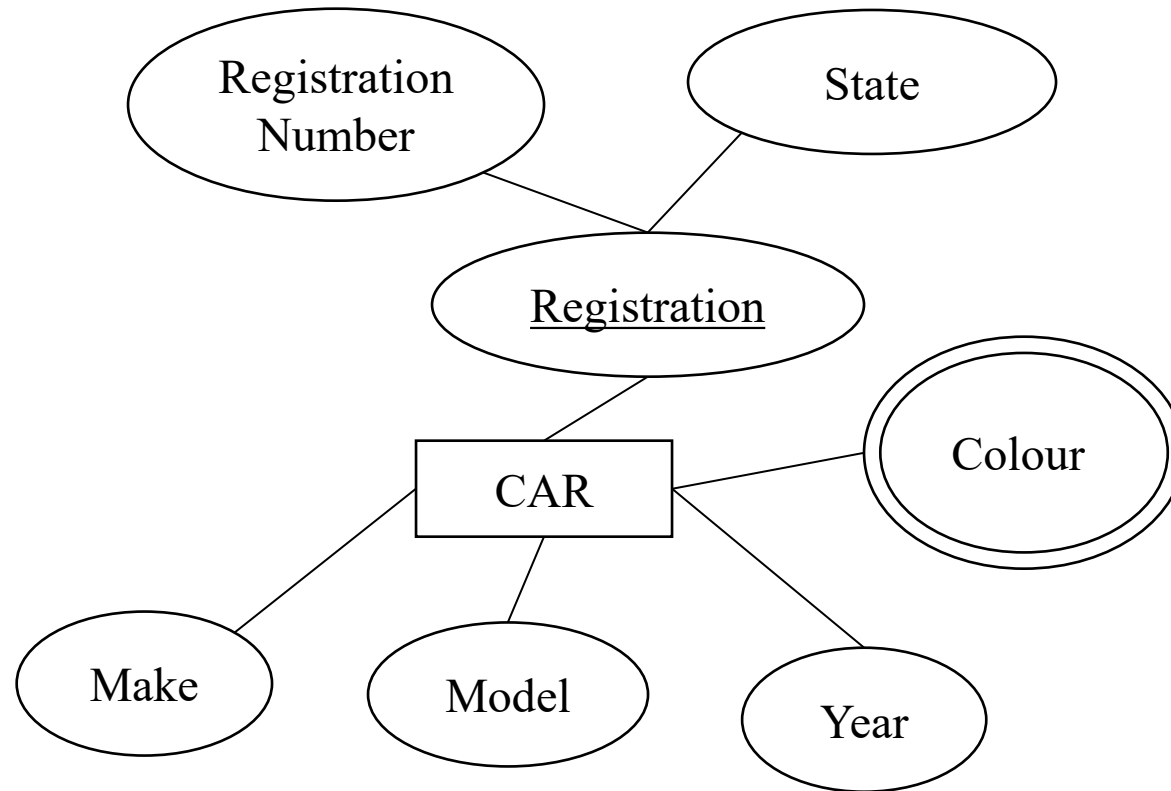 Registration
Number
State
Registration
Colour
CAR
Make
Model
Year